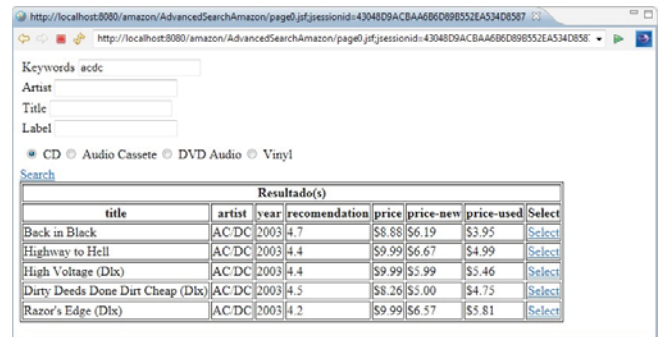 http://localhost:8080/amazon/AdvancedSearchAmazon/page0.jsf;jsessionid=43048D9ACBAA6B6D89B552EA534D8587
http://localhost:8080/amazon/AdvancedSearchAmazon/page0.jsf;jsessionid=43048D9ACBAA6B6D89B552EA534D858
Keywords acdc
Artist
Title
Label
CD Audio Cassete DVD Audio Vinyl
Search
Resultado(s)
title artist year recomendation price price-new price-used Select
Back in Black AC/DC 2003 4.7 $8.88 $6.19 $3.95 Select
Highway to Hell AC/DC 2003 4.4 $9.99 $6.67 $4.99 Select
High Voltage (Dlx) AC/DC 2003 4.4 $9.99 $5.99 $5.46 Select
Dirty Deeds Done Dirt Cheap (Dlx) AC/DC 2003 4.5 $8.26 $5.00 $4.75 Select
Razor's Edge (Dlx) AC/DC 2003 4.2 $9.99 $6.57 $5.81 Select